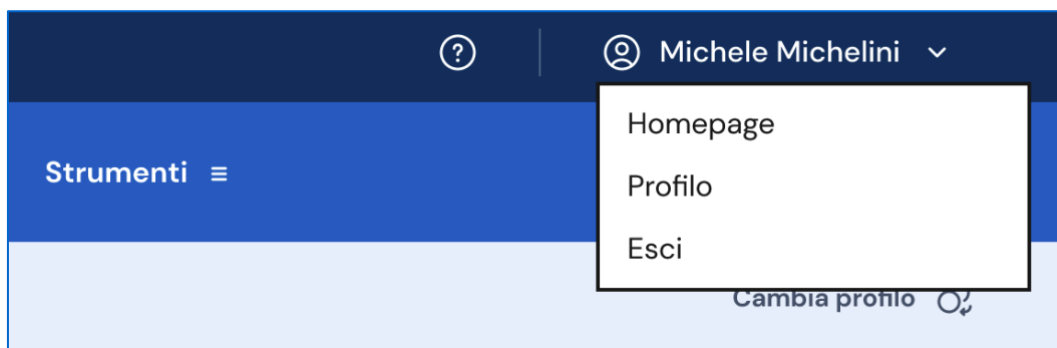 Michele Michelini
Homepage
Strumenti
Profilo
Esci
Cambia profilo